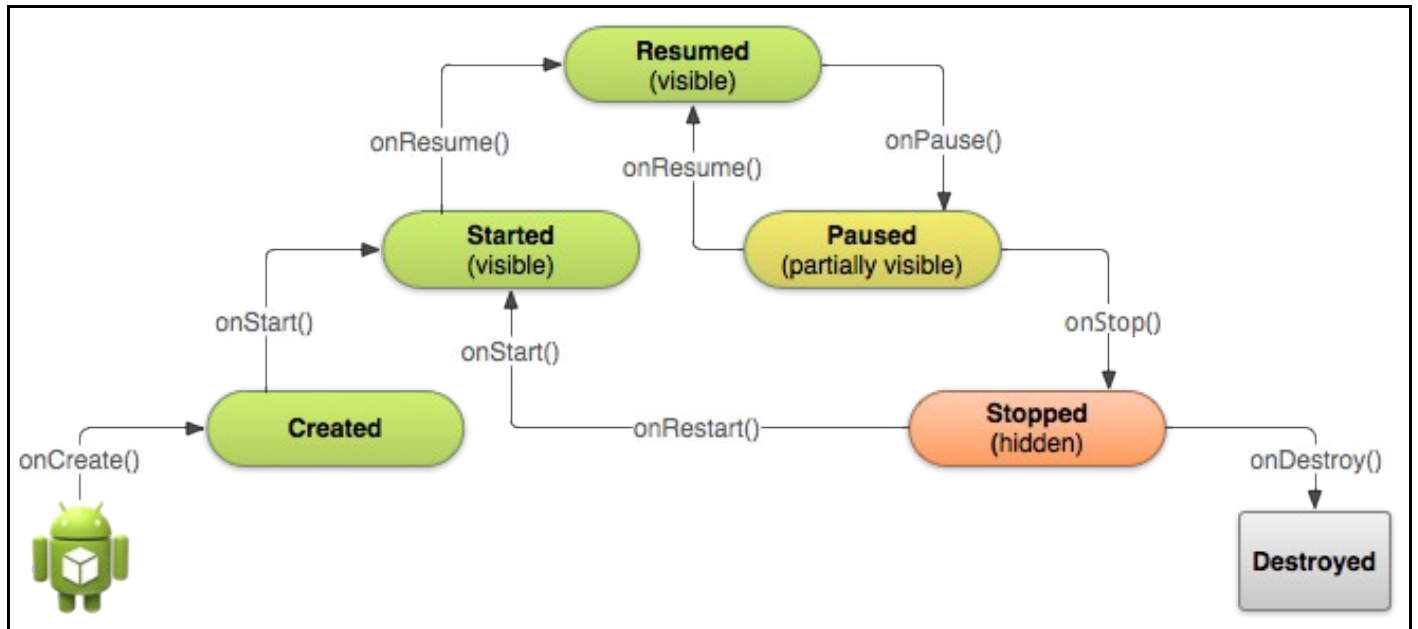 Resumed
(visible)
onResume()
onPause()
onResume()
Started
(visible)
Paused
(partially visible)
onStart()
onStart()
onStop()
Created
onRestart()
Stopped
(hidden)
onCreate()
onDestroy()
Destroyed